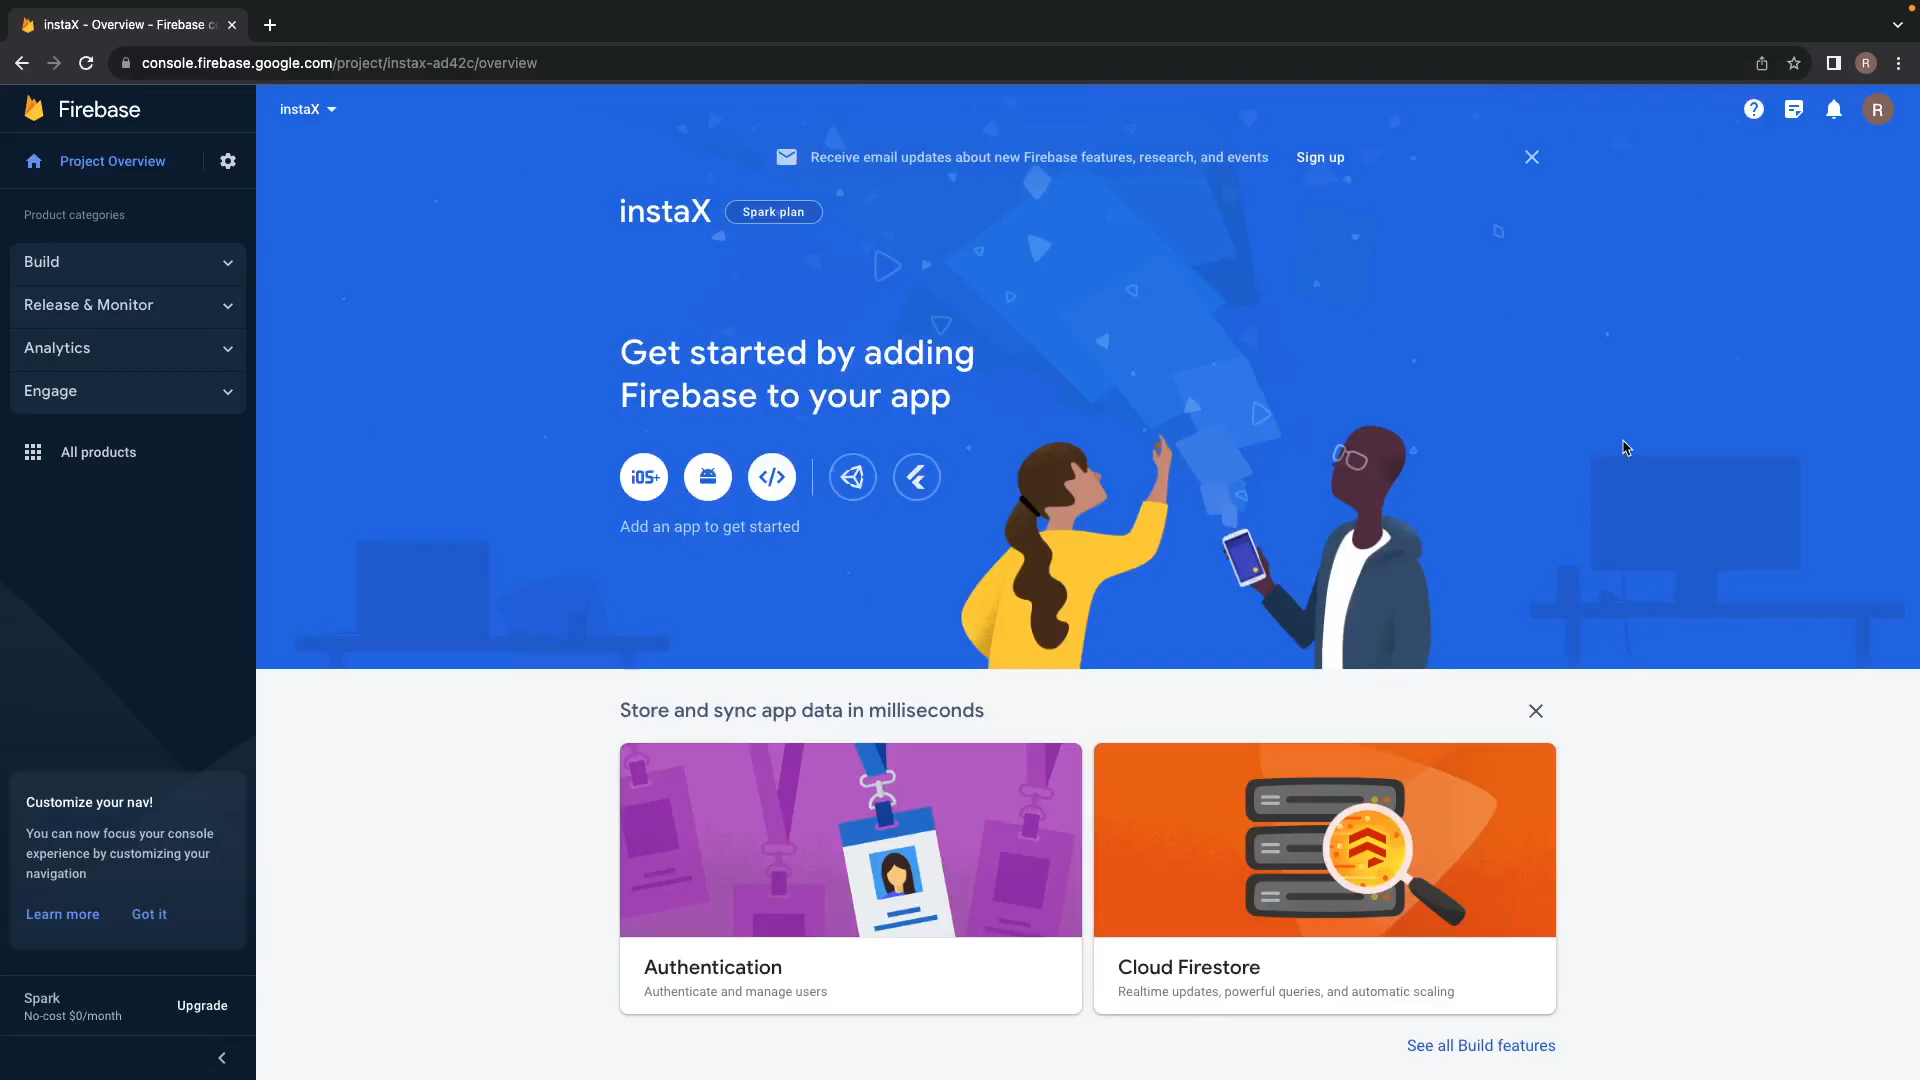 instaX - Overview - Firebase c
console.firebase.google.com/project/instax-ad42c/overview
R
Firebase
instaX
R
Project Overview
Receive email updates about new Firebase features, research, and events
Sign up
instaX
Spark plan
Product categories
Build
Release & Monitor
Analytics
Engage
All products
Get started by adding
Firebase to your app
iOS+
</>
Add an app to get started
Store and sync app data in milliseconds
Authentication
Authenticate and manage users
Cloud Firestore
Realtime updates, powerful queries, and automatic scaling
See all Build features
Customize your nav!
You can now focus your console
experience by customizing your
navigation
Learn more
Got it
Spark
No-cost $0/month
Upgrade